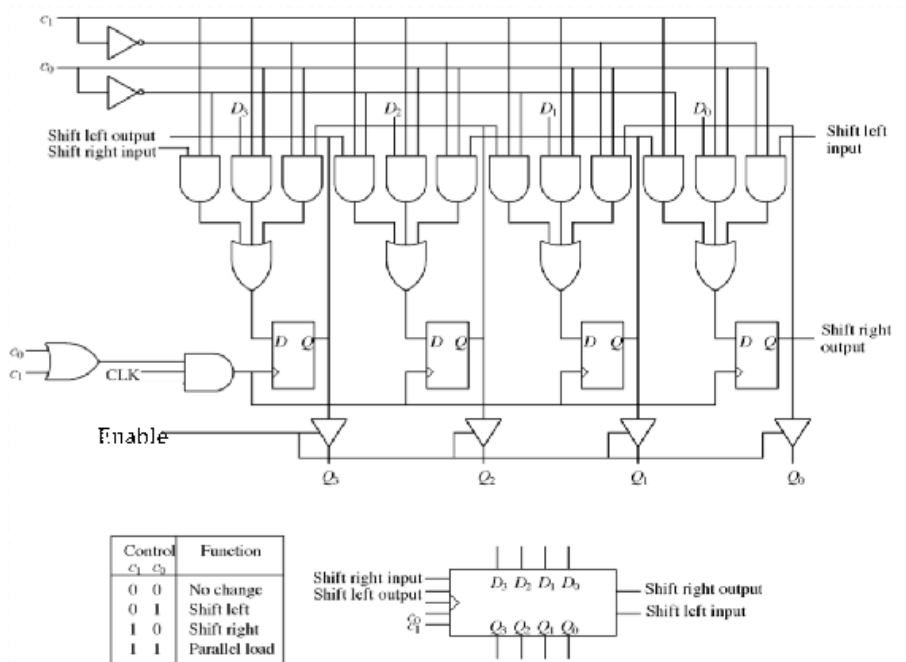 c₁
c₀
D₃ D₂ D₁ D₀
Shift left output
Shift right input
Shift left
input
D Q D Q D Q D Q
Shift right
output
c₀
c₁
CLK
Enable
Q₃ Q₂ Q₁ Q₀
Control Function
c₁ c₀
0 0 No change
0 1 Shift left
1 0 Shift right
1 1 Parallel load
Shift right input
Shift left output
c₀
c₁
D₃ D₂ D₁ D₀
Q₃ Q₂ Q₁ Q₀
Shift right output
Shift left input